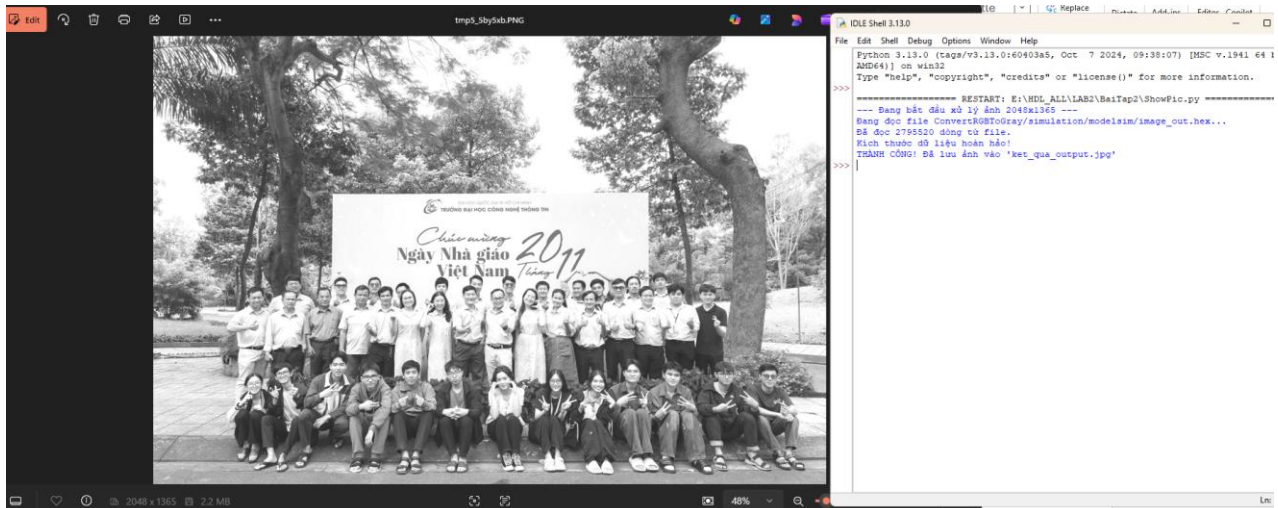 Edit
tmp5_5by5xb.PNG
Replace
Dictate Add-ins Editor Copilot
IDLE Shell 3.13.0
File Edit Shell Debug Options Window Help
Python 3.13.0 (tags/v3.13.0:60403a5, Oct 7 2024, 09:38:07) [MSC v.1941 64 b
AMD64)] on win32
Type "help", "copyright", "credits" or "license()" for more information.
>>>
================== RESTART: E:\HDL_ALL\LAB2\BaiTap2\ShowPic.py =============
--- Đang bắt đầu xử lý ảnh 2048x1365 ---
Đang đọc file ConvertRGBToGray/simulation/modelsim/image_out.hex...
Đã đọc 2795520 dòng từ file.
Kích thước dữ liệu hoàn hảo!
THÀNH CÔNG! Đã lưu ảnh vào 'ket_qua_output.jpg'
>>>
TRƯỜNG ĐẠI HỌC CÔNG NGHỆ THÔNG TIN
Chúc mừng
Ngày Nhà giáo
Việt Nam
20
Tháng
11
2048 x 1365 2.2 MB
48%
Ln: